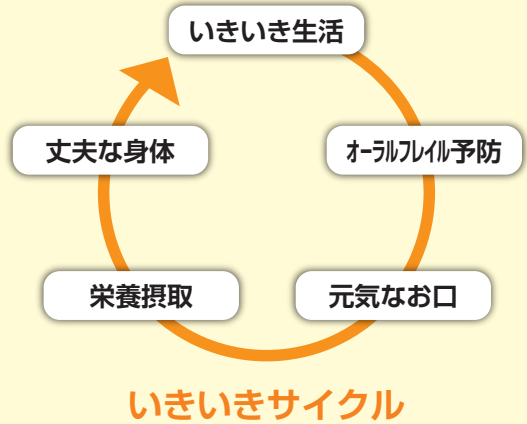 いきいき生活
丈夫な身体
オーラルフレイル予防
栄養摂取
元気なお口
いきいきサイクル